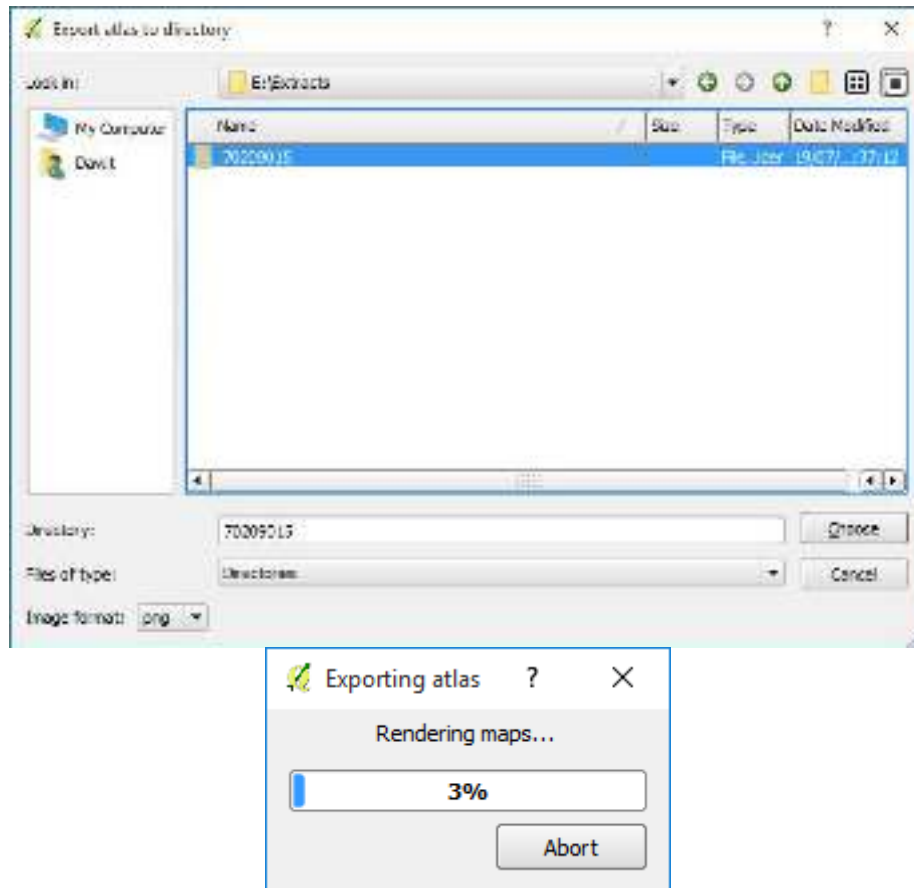 Export atlas to directory ? ×
Look in: E:\Extracts
My Computer
Name Size Type Date Modified
David
Directory:
Choose
Files of type: Directories
Cancel
Image format: png
Exporting atlas ? ×
Rendering maps...
3%
Abort